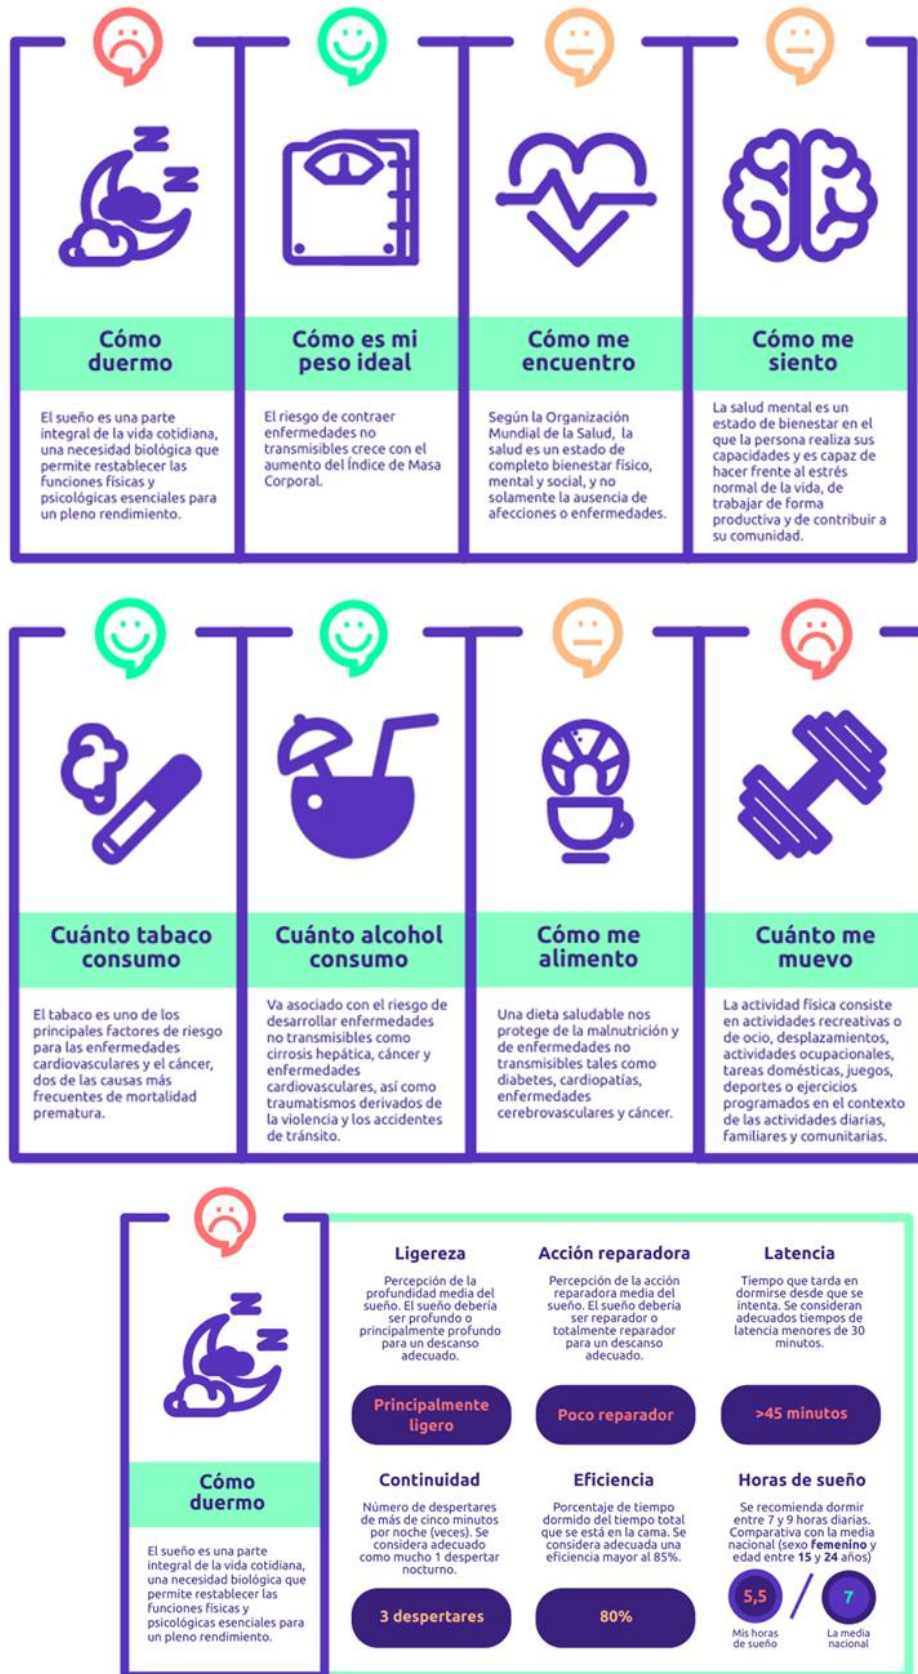 Cómo
duermo
El sueño es una parte
integral de la vida cotidiana,
una necesidad biológica que
permite restablecer las
funciones físicas y
psicológicas esenciales para
un pleno rendimiento.
Cómo es mi
peso ideal
El riesgo de contraer
enfermedades no
transmisibles crece con el
aumento del Índice de Masa
Corporal.
Cómo me
encuentro
Según la Organización
Mundial de la Salud, la
salud es un estado de
completo bienestar físico,
mental y social, y no
solamente la ausencia de
afecciones o enfermedades.
Cómo me
siento
La salud mental es un
estado de bienestar en el
que la persona realiza sus
capacidades y es capaz de
hacer frente al estrés
normal de la vida, de
trabajar de forma
productiva y de contribuir a
su comunidad.
Cuánto tabaco
consumo
El tabaco es uno de los
principales factores de riesgo
para las enfermedades
cardiovasculares y el cáncer,
dos de las causas más
frecuentes de mortalidad
prematura.
Cuánto alcohol
consumo
Va asociado con el riesgo de
desarrollar enfermedades
no transmisibles como
cirrosis hepática, cáncer y
enfermedades
cardiovasculares, así como
traumatismos derivados de
la violencia y los accidentes
de tránsito.
Cómo me
alimento
Una dieta saludable nos
protege de la malnutrición y
de enfermedades no
transmisibles tales como
diabetes, cardiopatías,
enfermedades
cerebrovasculares y cáncer.
Cuánto me
muevo
La actividad física consiste
en actividades recreativas o
de ocio, desplazamientos,
actividades ocupacionales,
tareas domésticas, juegos,
deportes o ejercicios
programados en el contexto
de las actividades diarias,
familiares y comunitarias.
Cómo
duermo
El sueño es una parte
integral de la vida cotidiana,
una necesidad biológica que
permite restablecer las
funciones físicas y
psicológicas esenciales para
un pleno rendimiento.
Ligereza
Percepción de la
profundidad media del
sueño. El sueño debería
ser profundo o
principalmente profundo
para un descanso
adecuado.
Principalmente
ligero
Acción reparadora
Percepción de la acción
reparadora media del
sueño. El sueño debería
ser reparador o
totalmente reparador
para un descanso
adecuado.
Poco reparador
Latencia
Tiempo que tarda en
dormirse desde que se
intenta. Se consideran
adecuados tiempos de
latencia menores de 30
minutos.
>45 minutos
Continuidad
Número de despertares
de más de cinco minutos
por noche (veces). Se
considera adecuado
como mucho 1 despertar
nocturno.
3 despertares
Eficiencia
Porcentaje de tiempo
dormido del tiempo total
que se está en la cama. Se
considera adecuada una
eficiencia mayor al 85%.
80%
Horas de sueño
Se recomienda dormir
entre 7 y 9 horas diarias.
Comparativa con la media
nacional (sexo femenino y
edad entre 15 y 24 años)
5,5 / 7
Mis horas
de sueño
La media
nacional